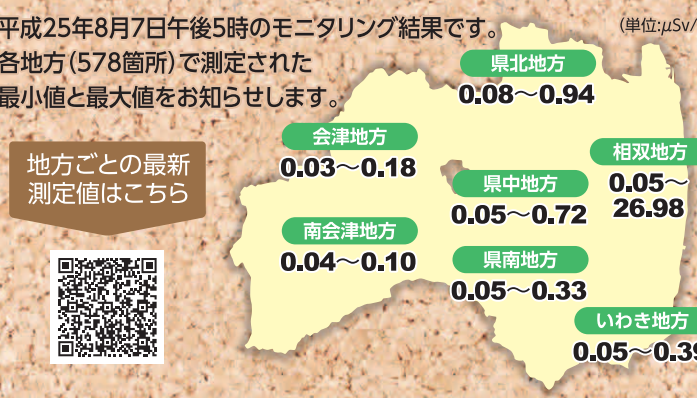 平成25年8月7日午後5時のモニタリング結果です。
(単位:μSv/
各地方(578箇所)で測定された
最小値と最大値をお知らせします。
県北地方
0.08〜0.94
会津地方
0.03〜0.18
相双地方
0.05〜
26.98
地方ごとの最新
測定値はこちら
県中地方
0.05〜0.72
南会津地方
0.04〜0.10
県南地方
0.05〜0.33
いわき地方
0.05〜0.39